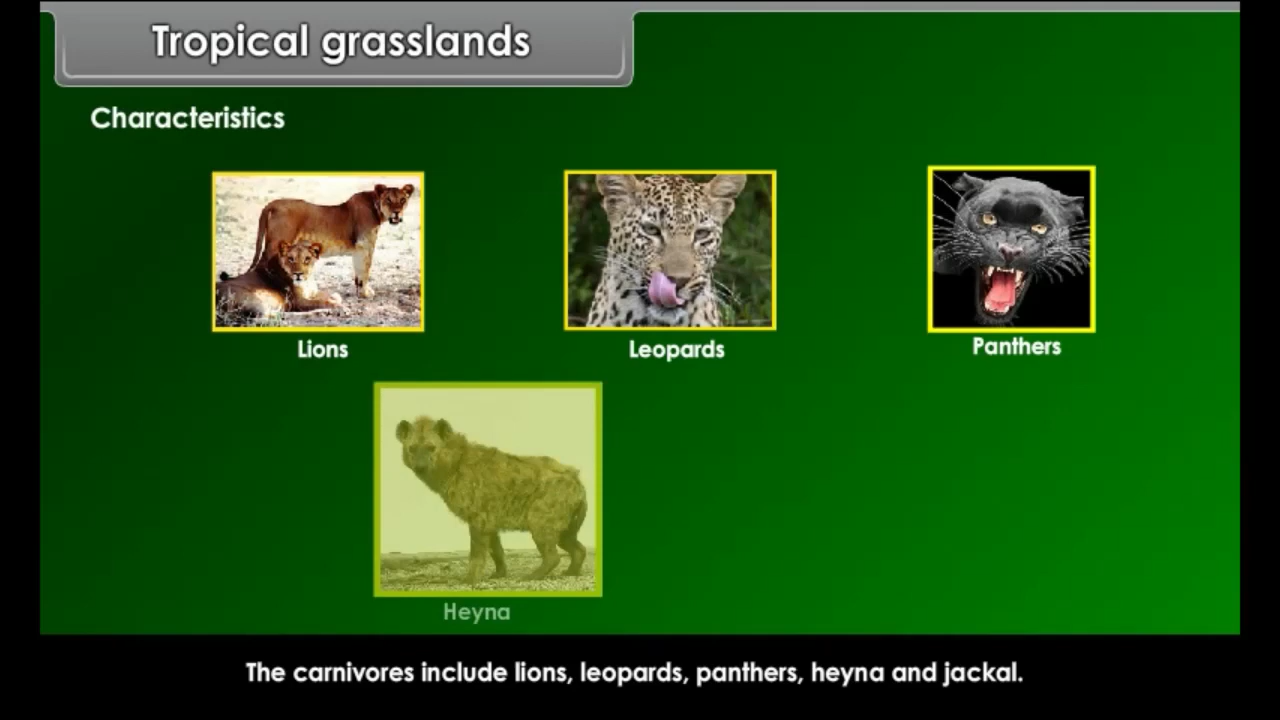 Tropical grasslands
Characteristics
Lions
Leopards
Panthers
Heyna
The carnivores include lions, leopards, panthers, heyna and jackal.